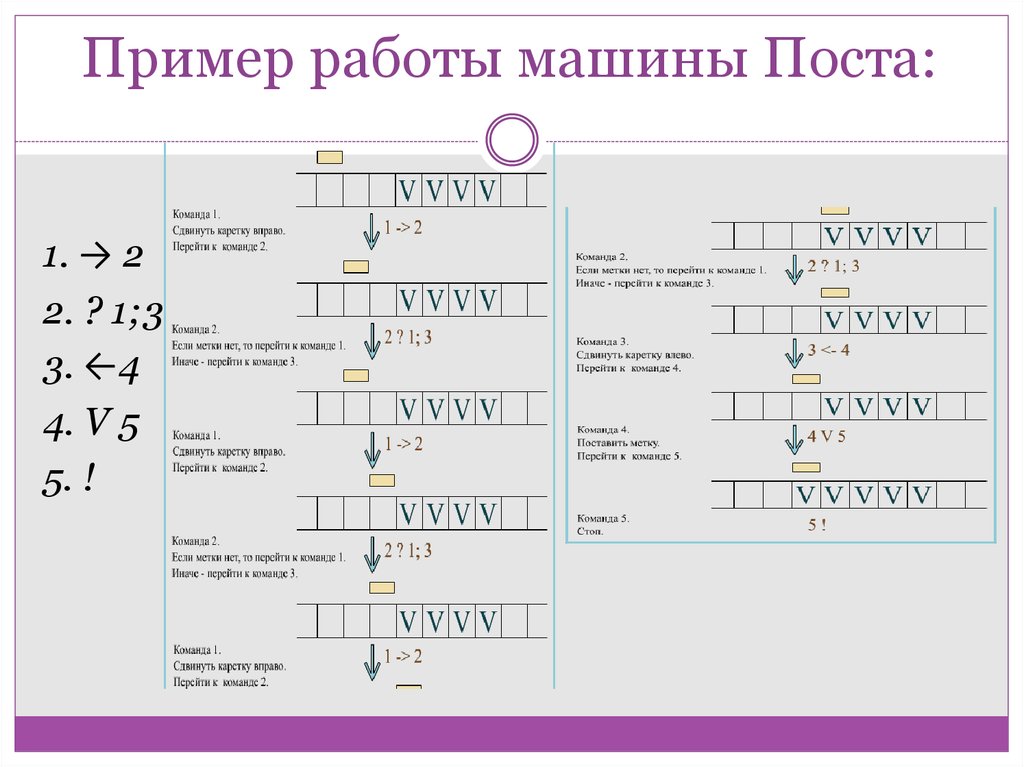 Пример работы машины Поста:
1. → 2
2. ? 1;3
3. ←4
4. V 5
5. !
V V V V
Команда 1.
Сдвинуть каретку вправо.
Перейти к команде 2.
1 -> 2
V V V V
Команда 2.
Если метки нет, то перейти к команде 1.
Иначе - перейти к команде 3.
2 ? 1; 3
V V V V
Команда 1.
Сдвинуть каретку вправо.
Перейти к команде 2.
1 -> 2
V V V V
Команда 2.
Если метки нет, то перейти к команде 1.
Иначе - перейти к команде 3.
2 ? 1; 3
V V V V
Команда 1.
Сдвинуть каретку вправо.
Перейти к команде 2.
1 -> 2
V V V V
Команда 2.
Если метки нет, то перейти к команде 1.
Иначе - перейти к команде 3.
2 ? 1; 3
V V V V
Команда 3.
Сдвинуть каретку влево.
Перейти к команде 4.
3 <- 4
V V V V
Команда 4.
Поставить метку.
Перейти к команде 5.
4 V 5
V V V V V
Команда 5.
Стоп.
5 !